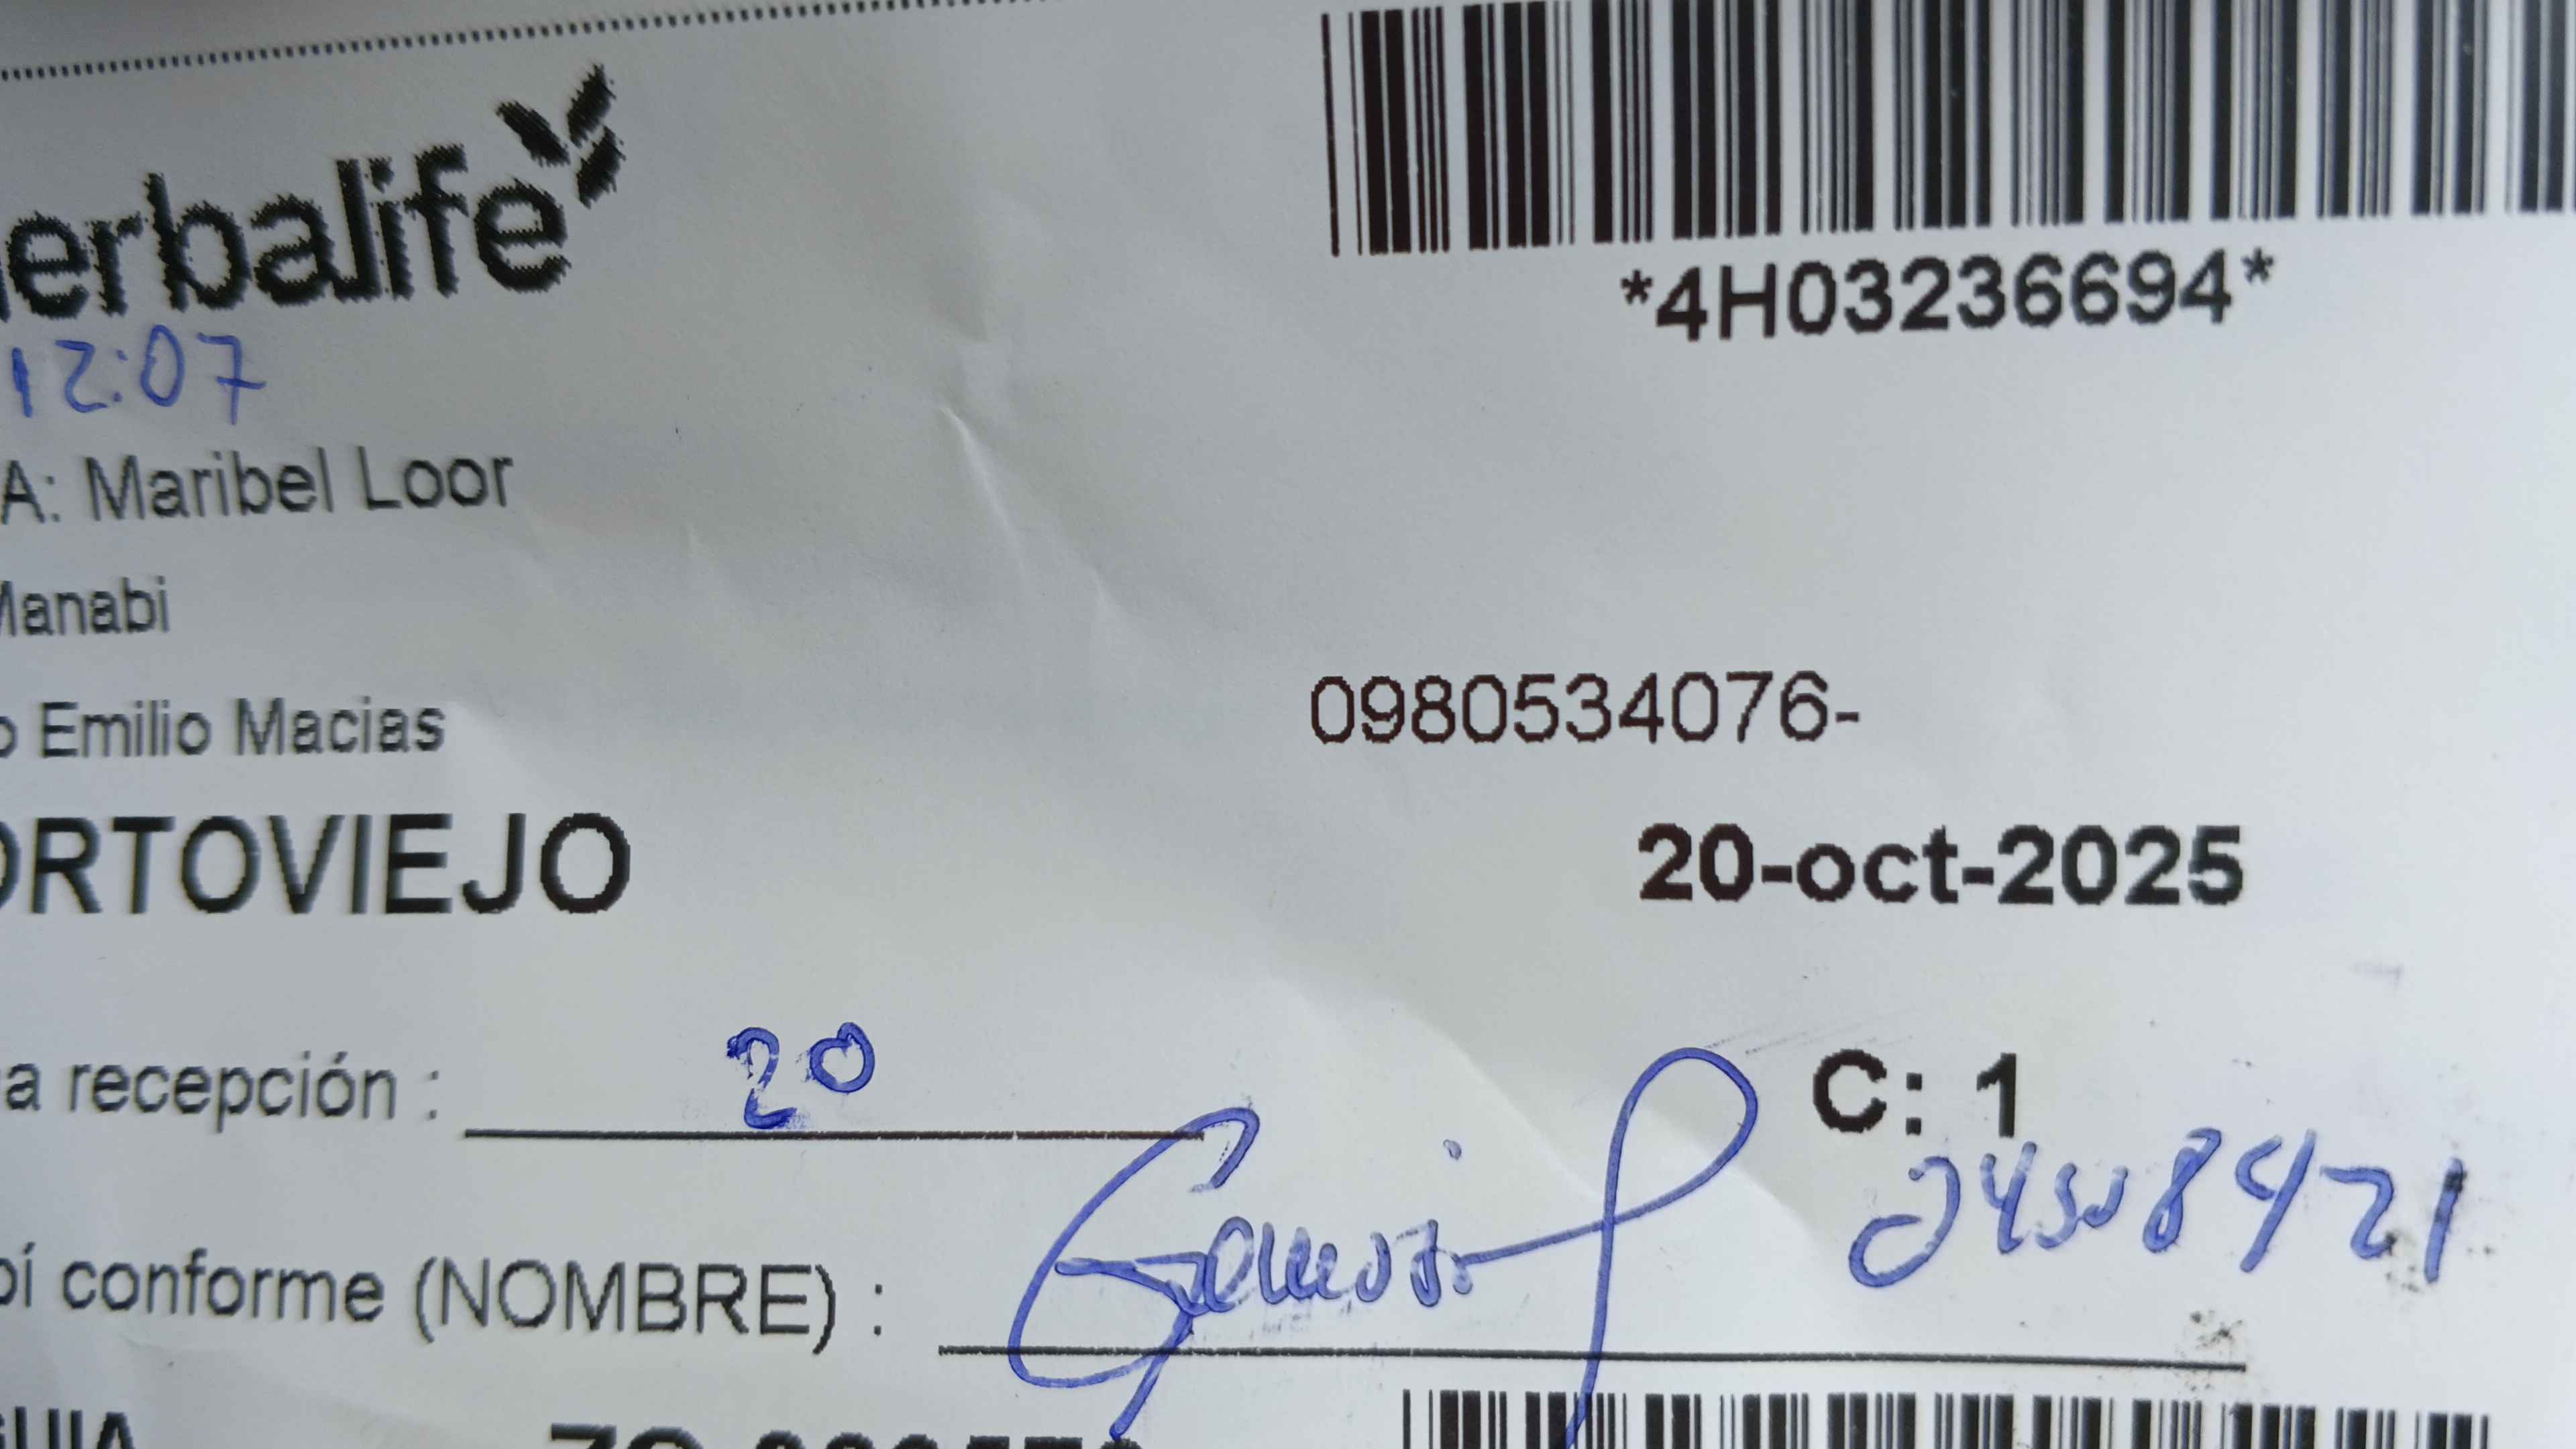 erbalife
*4H03236694*
12:07
A: Maribel Loor
Manabi
o Emilio Macias
0980534076-
ORTOVIEJO
20-oct-2025
a recepción : 20
C: 1
bí conforme (NOMBRE) :